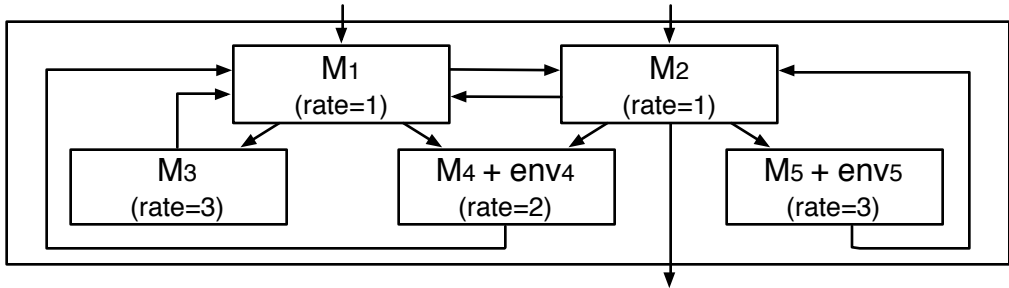 M1
(rate=1)
M2
(rate=1)
M3
(rate=3)
M4 + env4
(rate=2)
M5 + env5
(rate=3)